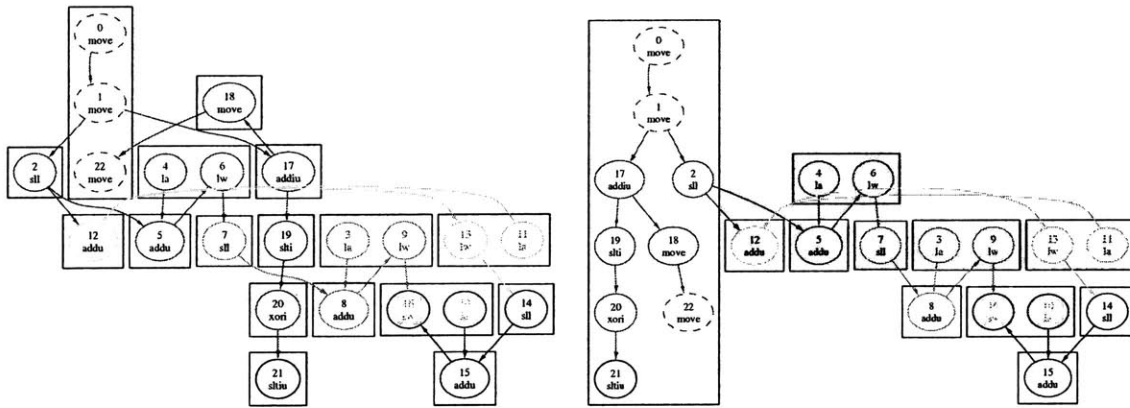 0
move
1
move
18
move
2
sll
22
move
4
la
6
lw
17
addiu
12
addu
5
addu
7
sll
19
slti
3
la
9
lw
13
lw
11
la
20
xori
8
addu
14
sll
21
sltiu
15
addu
0
move
1
move
17
addiu
2
sll
4
la
6
lw
19
slti
18
move
12
addu
5
addu
7
sll
3
la
9
lw
13
lw
11
la
20
xori
22
move
8
addu
14
sll
21
sltiu
15
addu